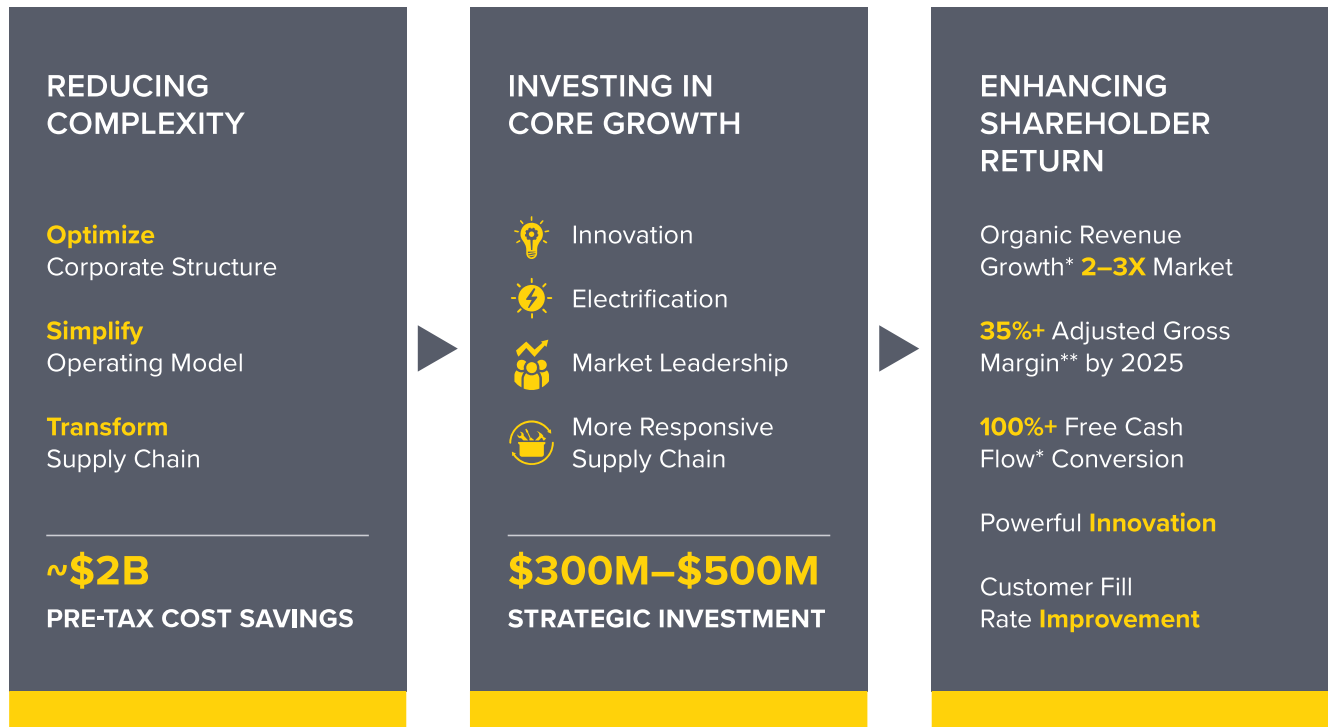 REDUCING
COMPLEXITY
Optimize
Corporate Structure
Simplify
Operating Model
Transform
Supply Chain
~$2B
PRE-TAX COST SAVINGS
INVESTING IN
CORE GROWTH
Innovation
Electrification
Market Leadership
More Responsive
Supply Chain
$300M–$500M
STRATEGIC INVESTMENT
ENHANCING
SHAREHOLDER
RETURN
Organic Revenue
Growth* 2–3X Market
35%+ Adjusted Gross
Margin** by 2025
100%+ Free Cash
Flow* Conversion
Powerful Innovation
Customer Fill
Rate Improvement